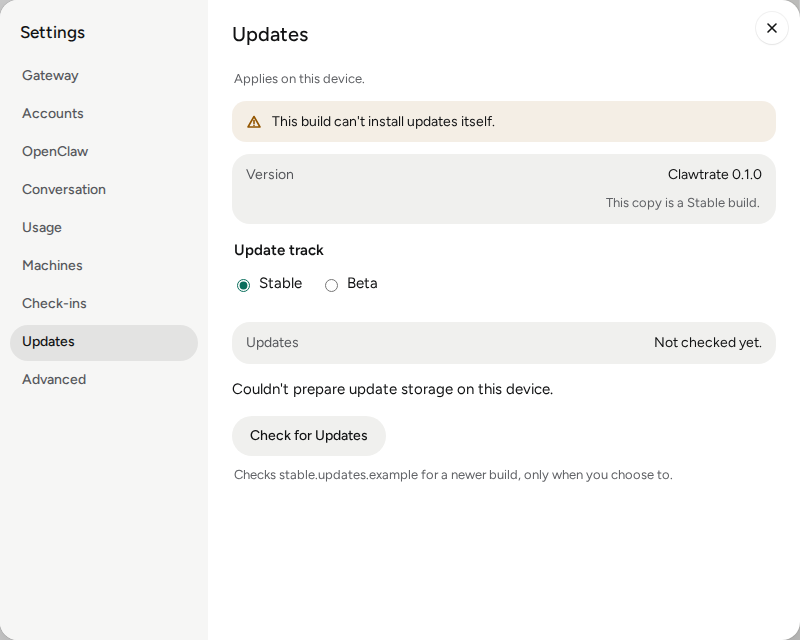 Settings
Gateway
Accounts
OpenClaw
Conversation
Usage
Machines
Check-ins
Updates
Advanced
Updates
Applies on this device.
This build can't install updates itself.
Version
Clawtrate 0.1.0
This copy is a Stable build.
Update track
Stable
Beta
Updates
Not checked yet.
Couldn't prepare update storage on this device.
Check for Updates
Checks stable.updates.example for a newer build, only when you choose to.